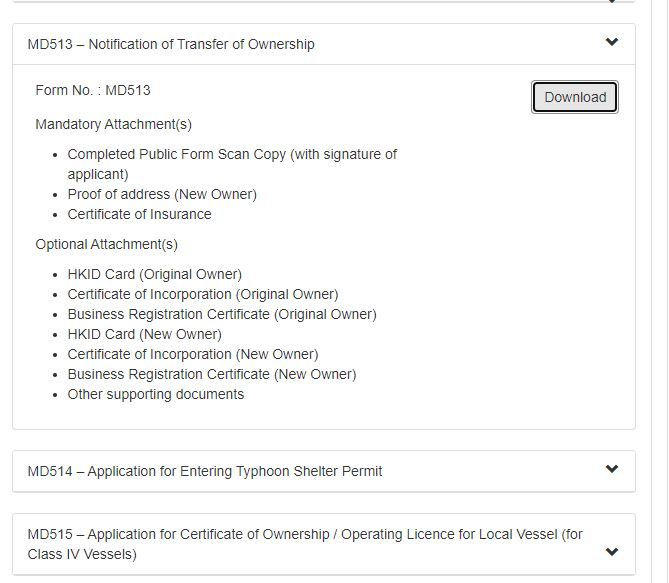 MD513 – Notification of Transfer of Ownership
Form No. : MD513
Download
Mandatory Attachment(s)
• Completed Public Form Scan Copy (with signature of
applicant)
• Proof of address (New Owner)
• Certificate of Insurance
Optional Attachment(s)
• HKID Card (Original Owner)
• Certificate of Incorporation (Original Owner)
• Business Registration Certificate (Original Owner)
• HKID Card (New Owner)
• Certificate of Incorporation (New Owner)
• Business Registration Certificate (New Owner)
• Other supporting documents
MD514 – Application for Entering Typhoon Shelter Permit
MD515 – Application for Certificate of Ownership / Operating Licence for Local Vessel (for
Class IV Vessels)